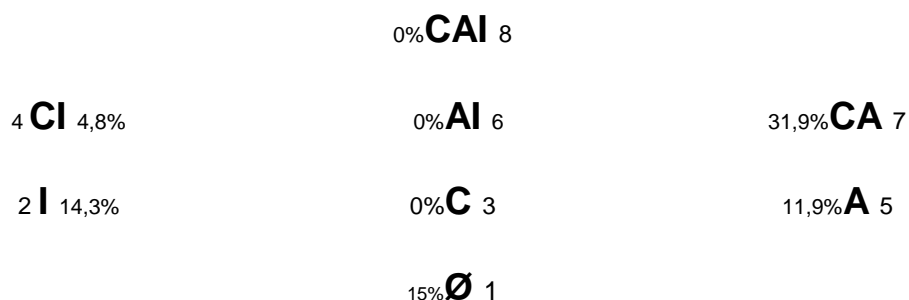 0% CAI 8
4 CI 4,8% 0% AI 6 31,9% CA 7
2 I 14,3% 0% C 3 11,9% A 5
15% Ø 1